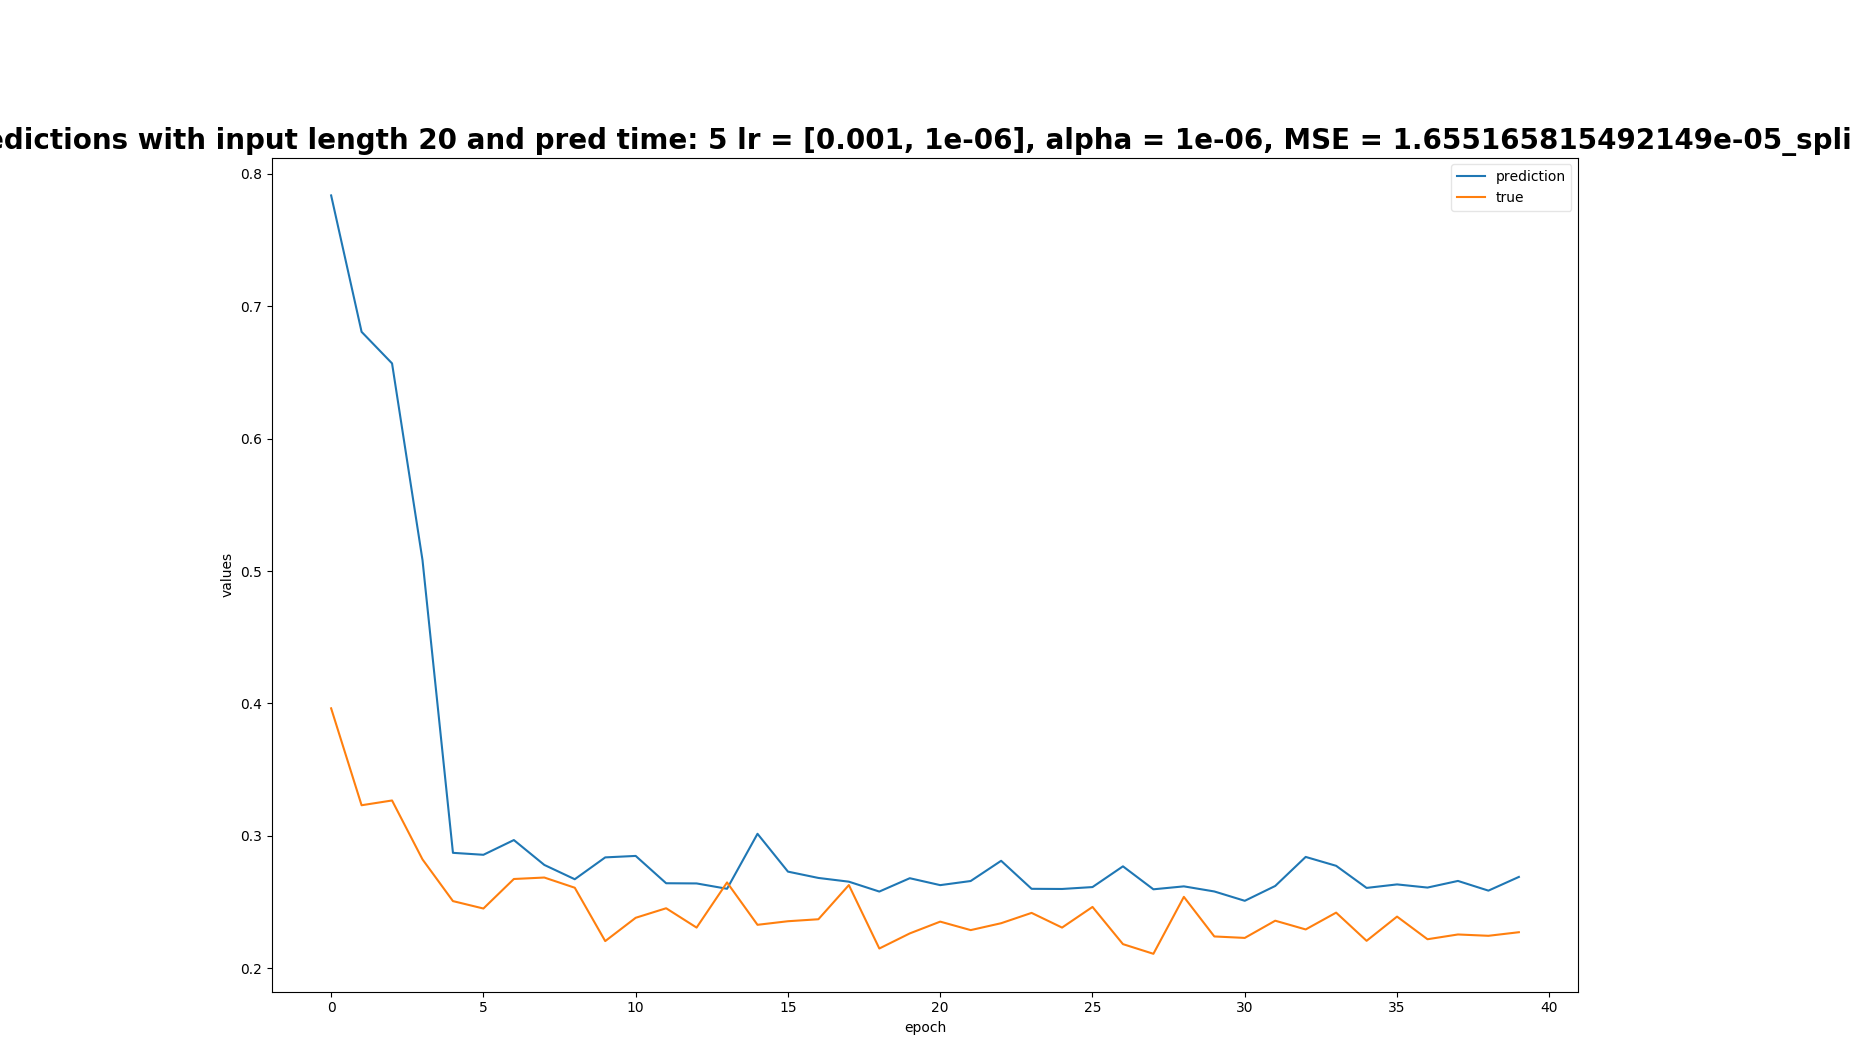 edictions with input length 20 and pred time: 5 lr = [0.001, 1e-06], alpha = 1e-06, MSE = 1.655165815492149e-05_spli
prediction
true
0.8
0.7
0.6
0.5
0.4
0.3
0.2
values
0 5 10 15 20 25 30 35 40
epoch